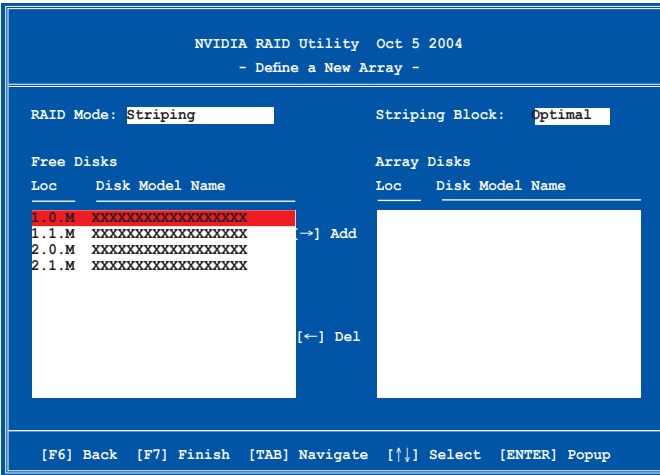 NVIDIA RAID Utility Oct 5 2004
- Define a New Array -
RAID Mode: Striping
Striping Block: Optimal
Free Disks
Loc Disk Model Name
1.0.M XXXXXXXXXXXXXXXXXX
1.1.M XXXXXXXXXXXXXXXXXX
2.0.M XXXXXXXXXXXXXXXXXX
2.1.M XXXXXXXXXXXXXXXXXX
[→] Add
[←] Del
Array Disks
Loc Disk Model Name
[F6] Back [F7] Finish [TAB] Navigate [↑↓] Select [ENTER] Popup